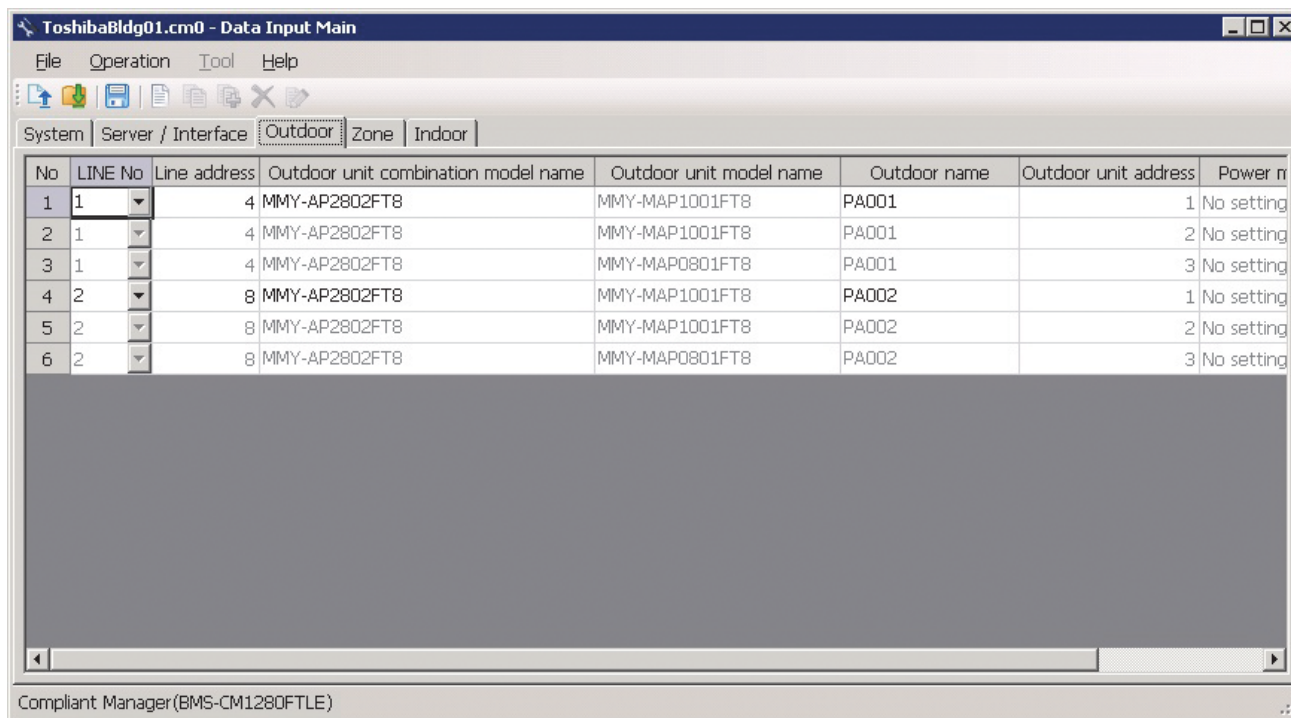 ToshibaBldg01.cm0 - Data Input Main
File Operation Tool Help
System Server / Interface Outdoor Zone Indoor
No LINE No Line address Outdoor unit combination model name Outdoor unit model name Outdoor name Outdoor unit address Power m
1 1 4 MMY-AP2802FT8 MMY-MAP1001FT8 PA001 1 No setting
2 1 4 MMY-AP2802FT8 MMY-MAP1001FT8 PA001 2 No setting
3 1 4 MMY-AP2802FT8 MMY-MAP0801FT8 PA001 3 No setting
4 2 8 MMY-AP2802FT8 MMY-MAP1001FT8 PA002 1 No setting
5 2 8 MMY-AP2802FT8 MMY-MAP1001FT8 PA002 2 No setting
6 2 8 MMY-AP2802FT8 MMY-MAP0801FT8 PA002 3 No setting
Compliant Manager(BMS-CM1280FTLE)